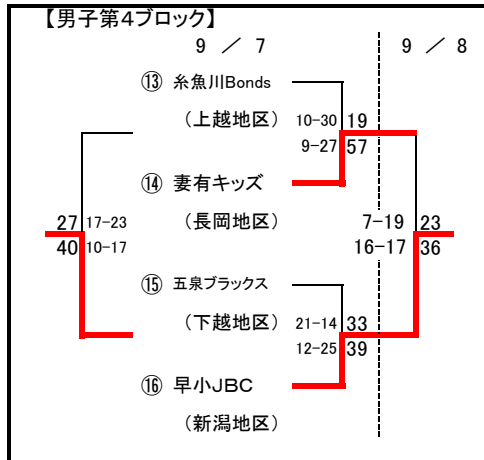 【男子第4ブロック】
9 ／ 7
9 ／ 8
⑬ 糸魚川Bonds
（上越地区）
10-30 19
9-27 57
⑭ 妻有キッズ
（長岡地区）
27 17-23
40 10-17
7-19 23
16-17 36
⑮ 五泉ブラックス
（下越地区）
21-14 33
12-25 39
⑯ 早小JBC
（新潟地区）